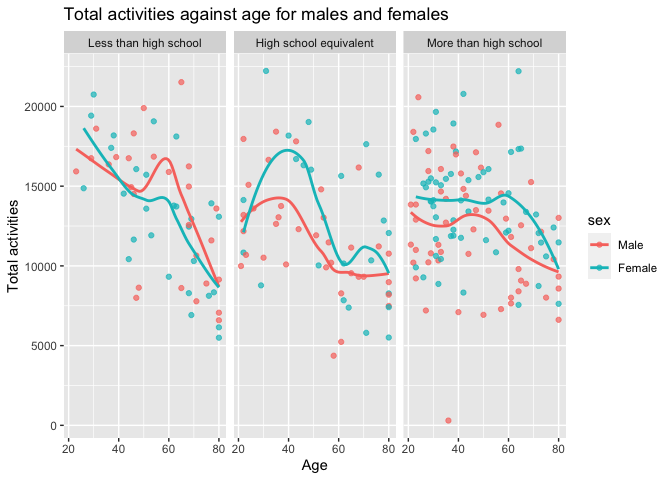 Total activities against age for males and females
Less than high school
High school equivalent
More than high school
20000
15000
10000
5000
0
Total activities
20 40 60 80 20 40 60 80 20 40 60 80
Age
sex
Male
Female